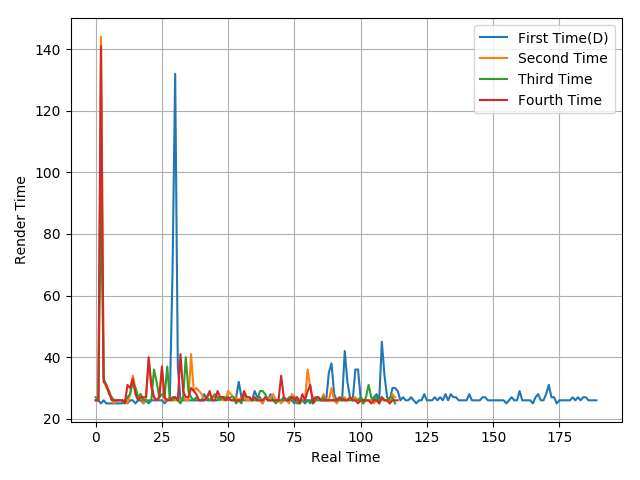 First Time(D)
Second Time
Third Time
Fourth Time
Render Time
140
120
100
80
60
40
20
0
25
50
75
100
125
150
175
Real Time